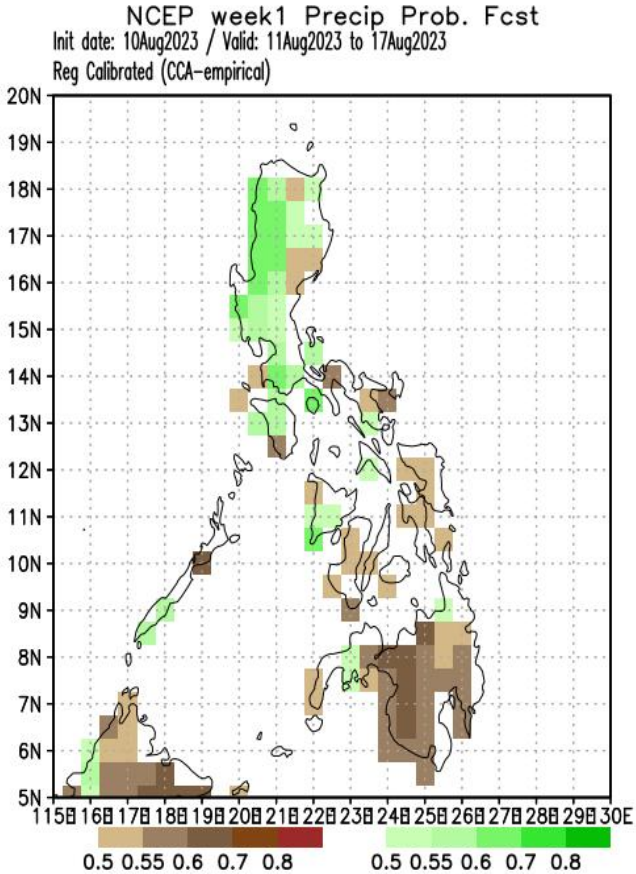 NCEP week1 Precip Prob. Fcst
Init date: 10Aug2023 / Valid: 11Aug2023 to 17Aug2023
Reg Calibrated (CCA-empirical)
20N
19N
18N
17N
16N
15N
14N
13N
12N
11N
10N
9N
8N
7N
6N
5N
115E 116E 117E 118E 119E 120E 121E 122E 123E 124E 125E 126E 127E 128E 129E 130E
0.5 0.55 0.6 0.7 0.8 0.5 0.55 0.6 0.7 0.8